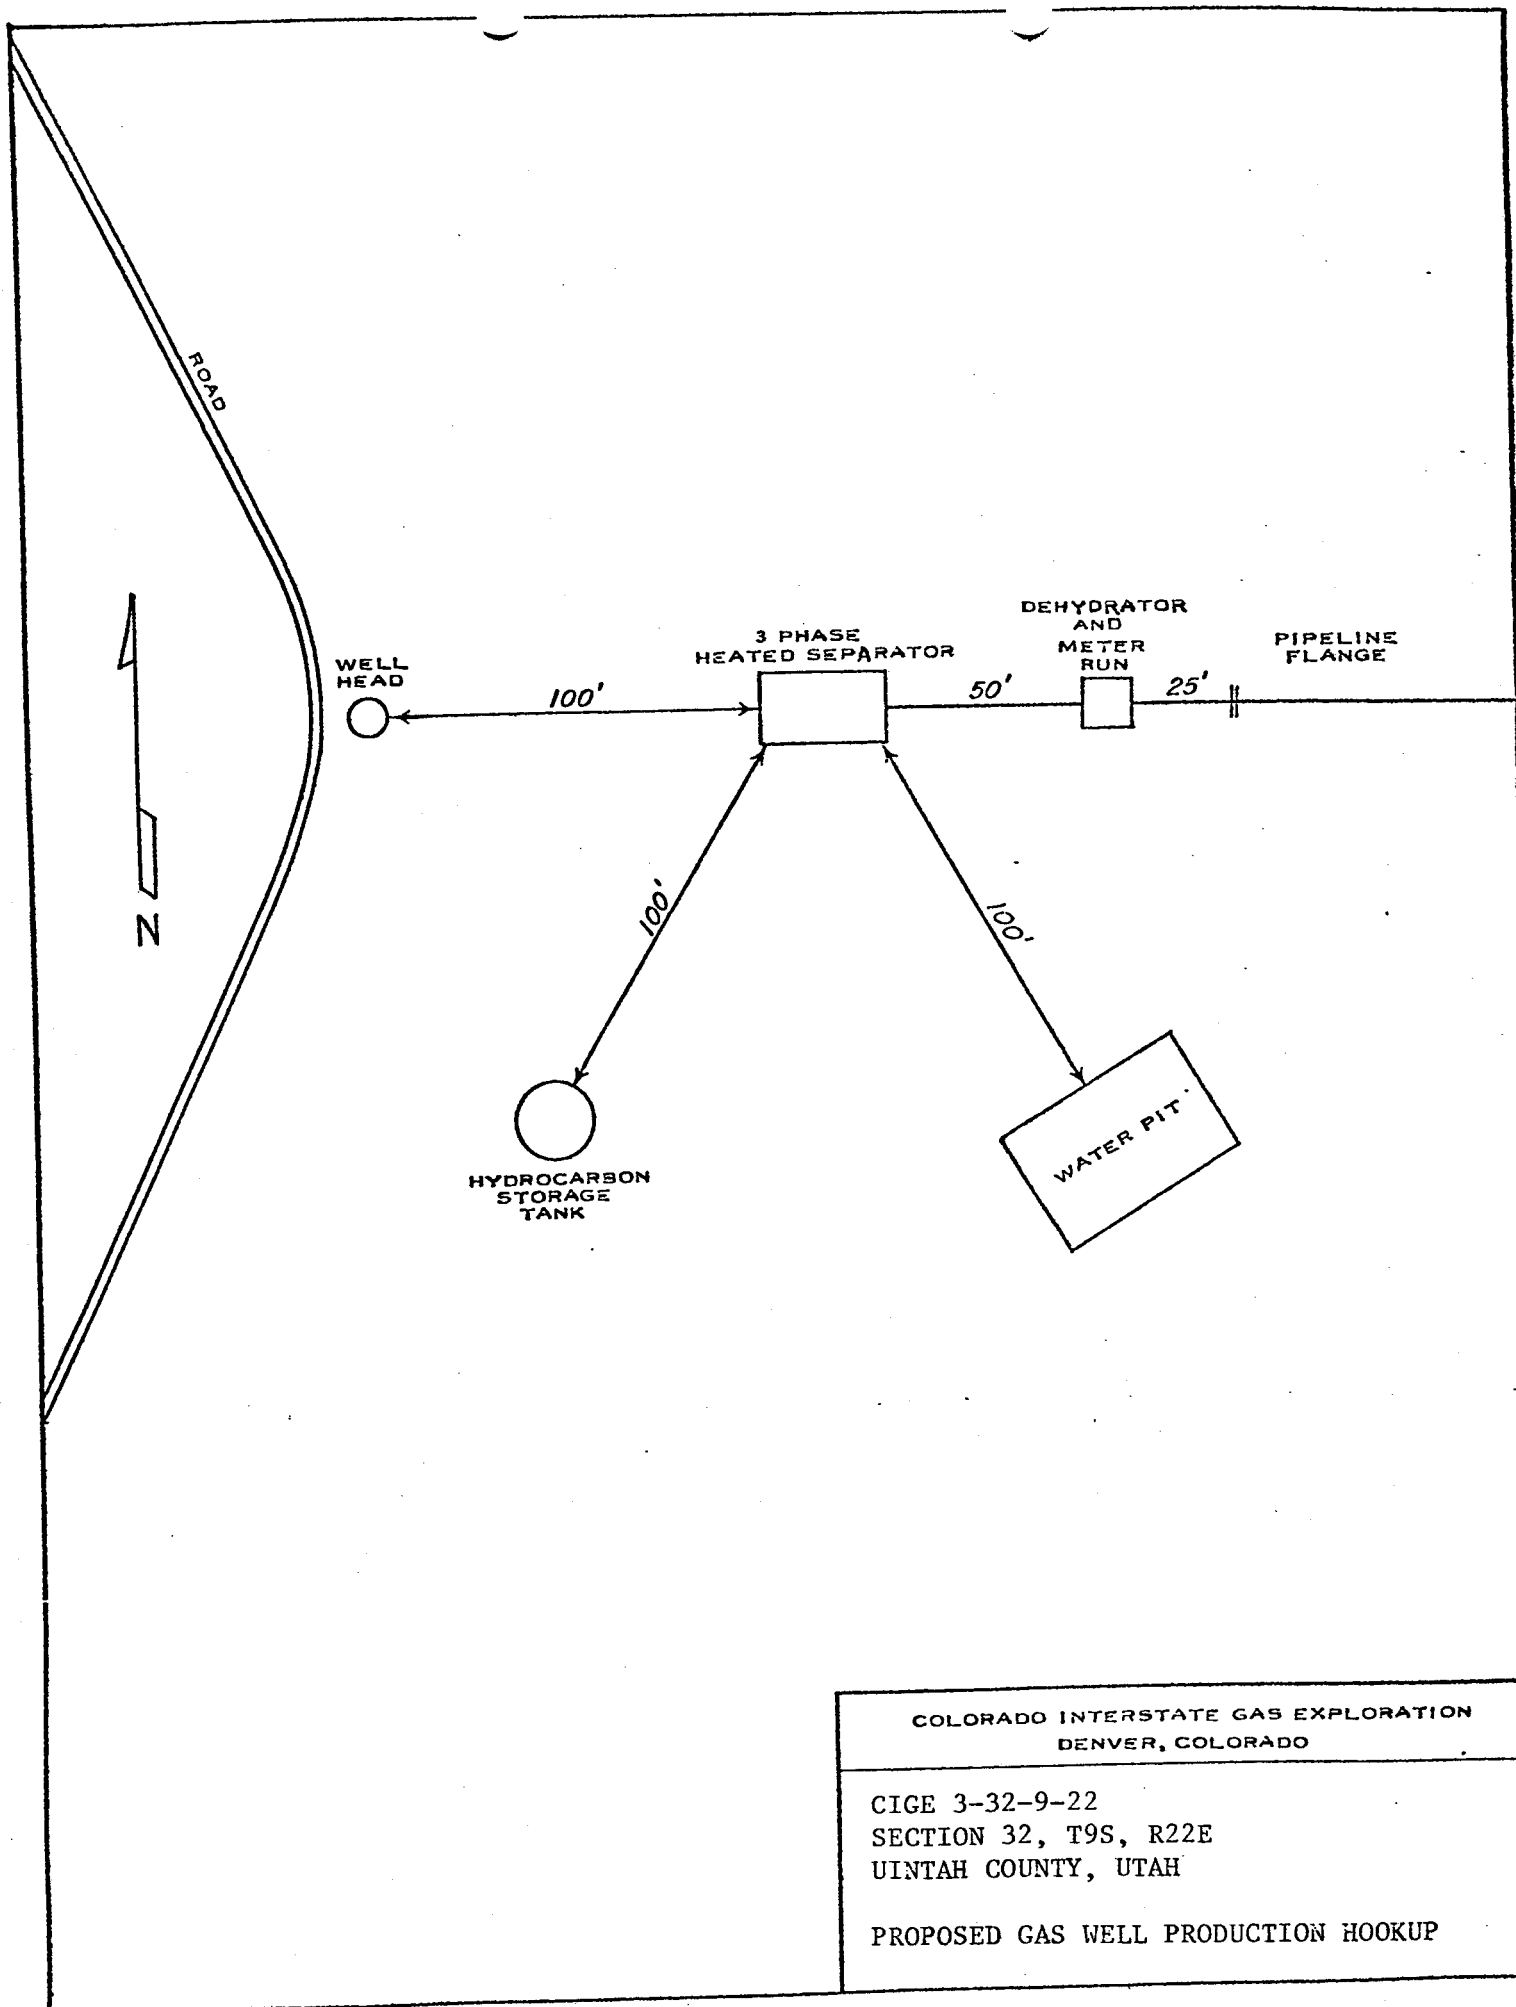 ROAD
WELL
HEAD
100'
3 PHASE
HEATED SEPARATOR
50'
DEHYDRATOR
AND
METER
RUN
25'
PIPELINE
FLANGE
N
100'
100'
HYDROCARBON
STORAGE
TANK
WATER PIT
COLORADO INTERSTATE GAS EXPLORATION
DENVER, COLORADO
CIGE 3-32-9-22
SECTION 32, T9S, R22E
UINTAH COUNTY, UTAH
PROPOSED GAS WELL PRODUCTION HOOKUP